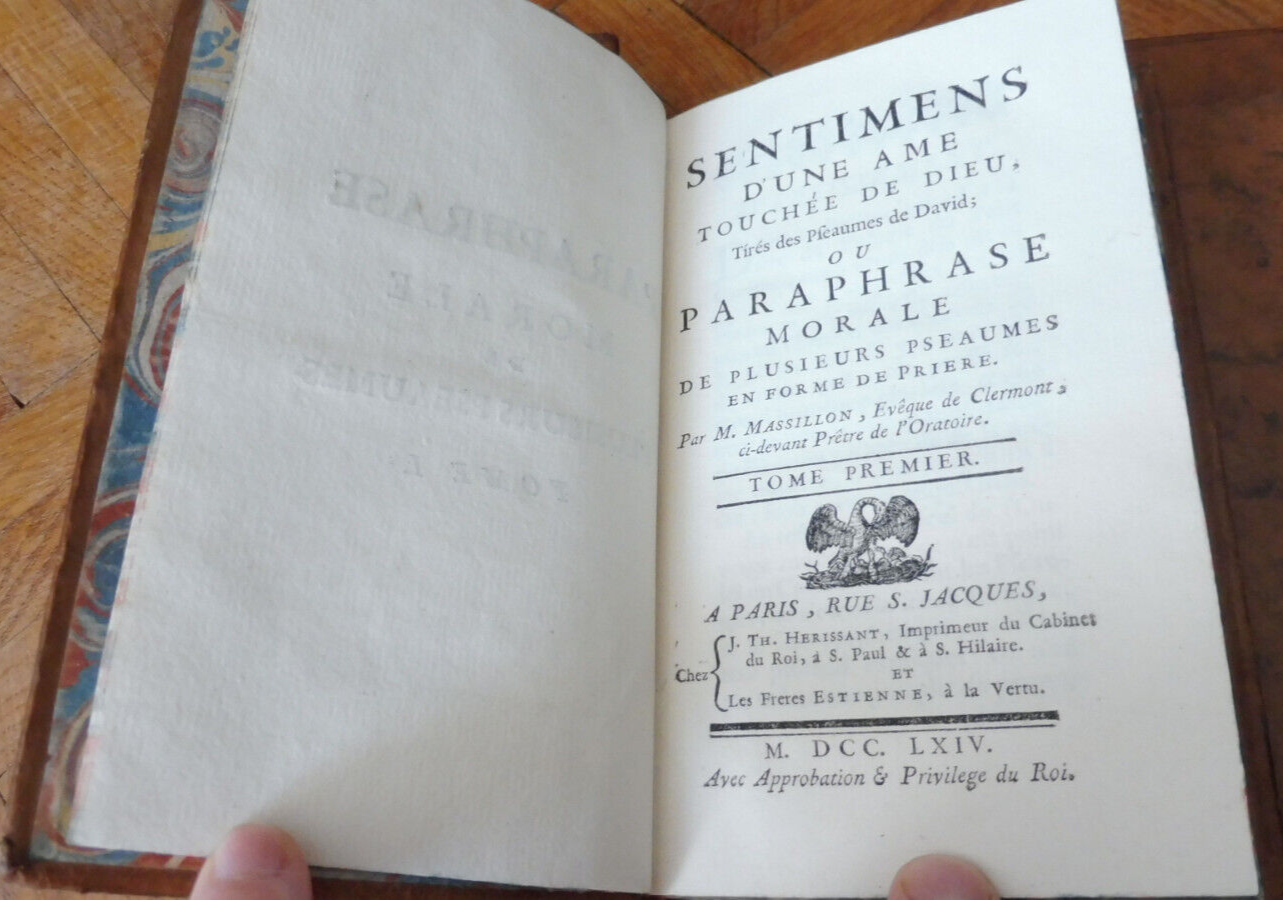 SENTIMENS
D'UNE AME
TOUCHÉE DE DIEU,
Tirés des Pſeaumes de David;
OU
PARAPHRASE
MORALE
DE PLUSIEURS PSEAUMES
EN FORME DE PRIERE.
Par M. MASSILLON, Evêque de Clermont,
ci-devant Prêtre de l'Oratoire.
TOME PREMIER.
A PARIS, RUE S. JACQUES,
Chez
J. TH. HERISSANT, Imprimeur du Cabinet
du Roi, à S. Paul & à S. Hilaire.
ET
Les Freres ESTIENNE, à la Vertu.
M. DCC. LXIV.
Avec Approbation & Privilege du Roi.